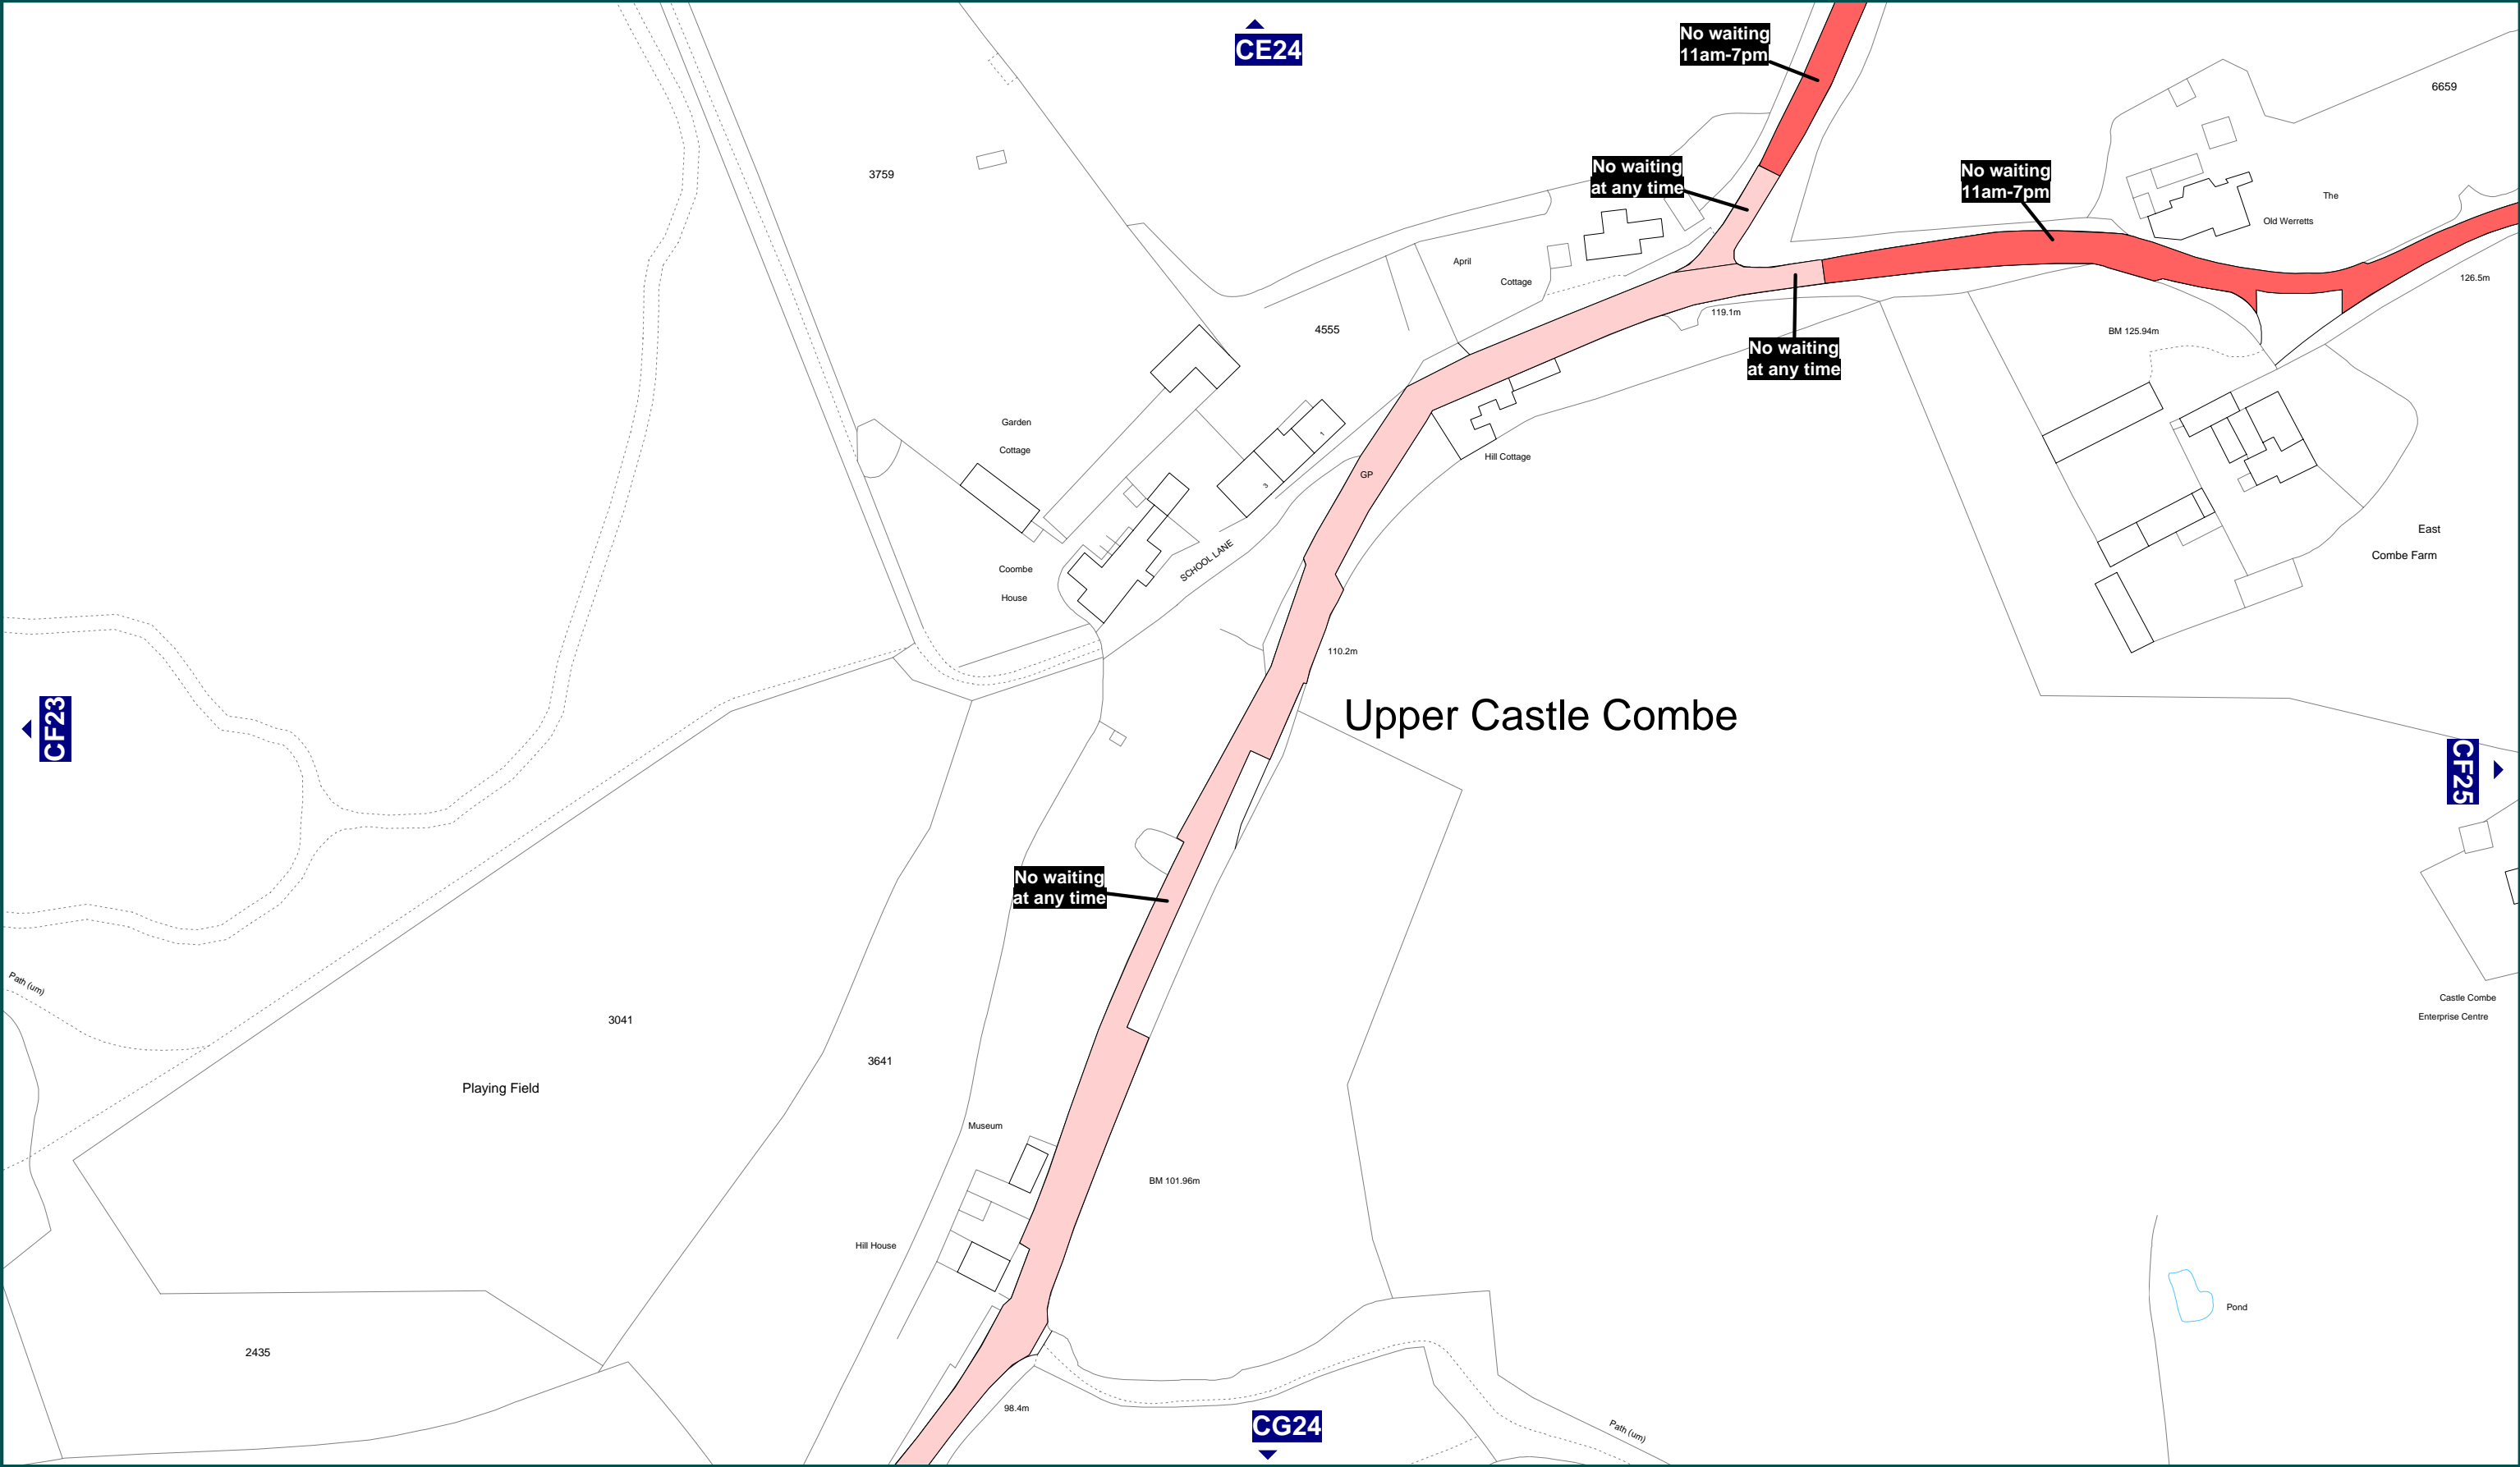 CE24
No waiting
11am-7pm
6659
3759
No waiting
at any time
No waiting
11am-7pm
The
Old Werretts
April
Cottage
126.5m
119.1m
4555
BM 125.94m
No waiting
at any time
Garden
Cottage
1
Hill Cottage
GP
3
East
Combe Farm
SCHOOL LANE
Coombe
House
110.2m
Upper Castle Combe
CF23
CF25
No waiting
at any time
Path (um)
Castle Combe
Enterprise Centre
3041
3641
Playing Field
Museum
BM 101.96m
Hill House
Pond
2435
98.4m
CG24
Path (um)